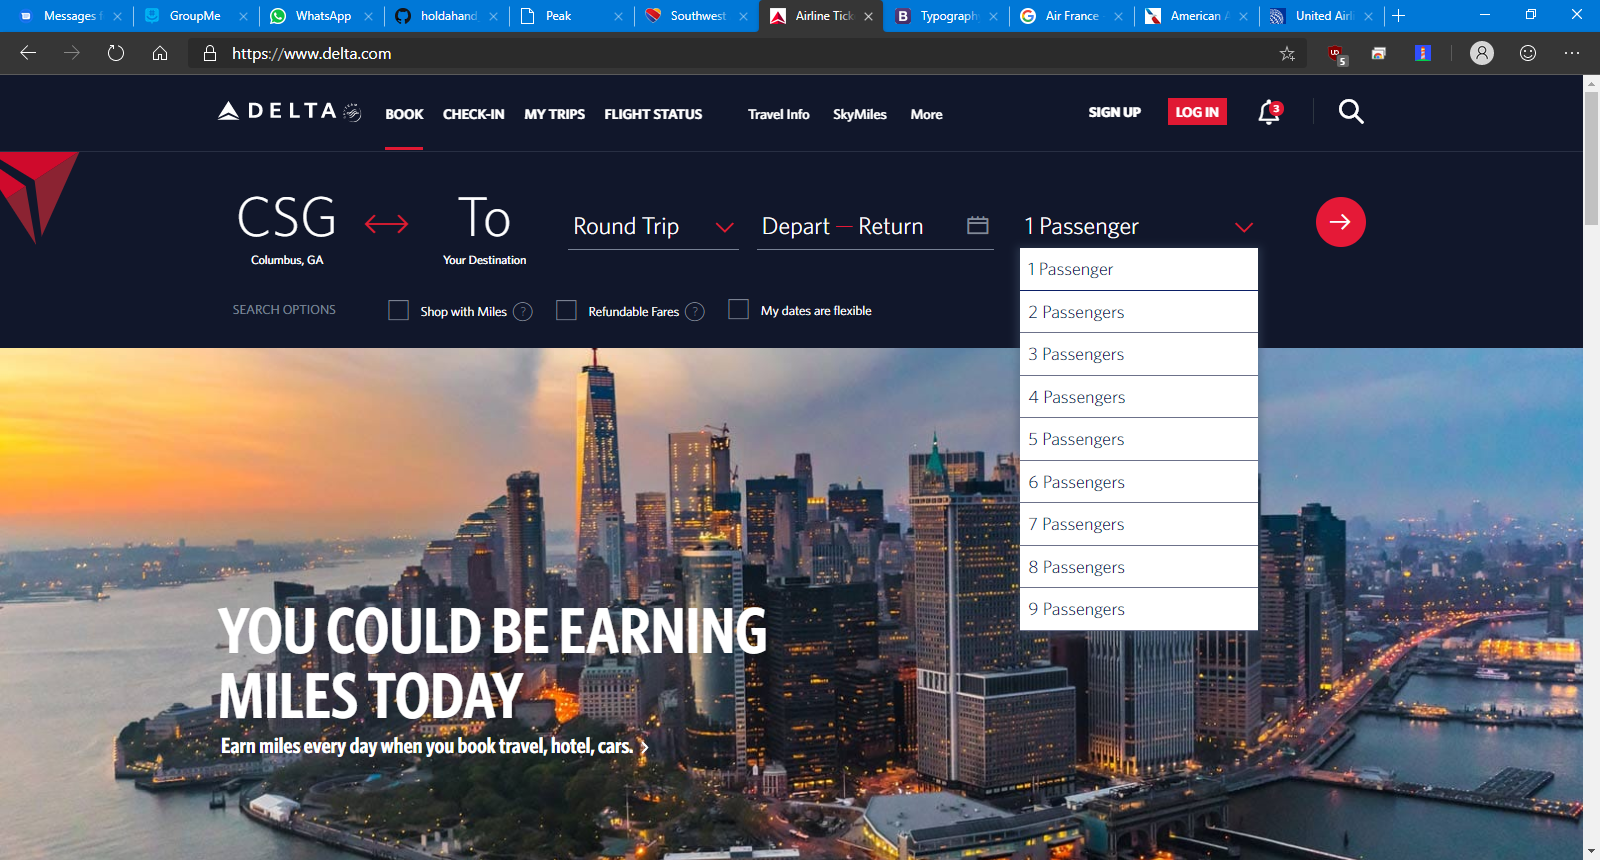 Messages f
GroupMe
WhatsApp
holdahand
Peak
Southwest
Airline Tick
Typography
Air France
American A
United Airli
https://www.delta.com
UD
5
DELTA
BOOK
CHECK-IN
MY TRIPS
FLIGHT STATUS
Travel Info
SkyMiles
More
SIGN UP
LOG IN
3
CSG
Columbus, GA
To
Your Destination
Round Trip
Depart — Return
1 Passenger
SEARCH OPTIONS
Shop with Miles ?
Refundable Fares ?
My dates are flexible
1 Passenger
2 Passengers
3 Passengers
4 Passengers
5 Passengers
6 Passengers
7 Passengers
8 Passengers
9 Passengers
YOU COULD BE EARNING
MILES TODAY
Earn miles every day when you book travel, hotel, cars. >